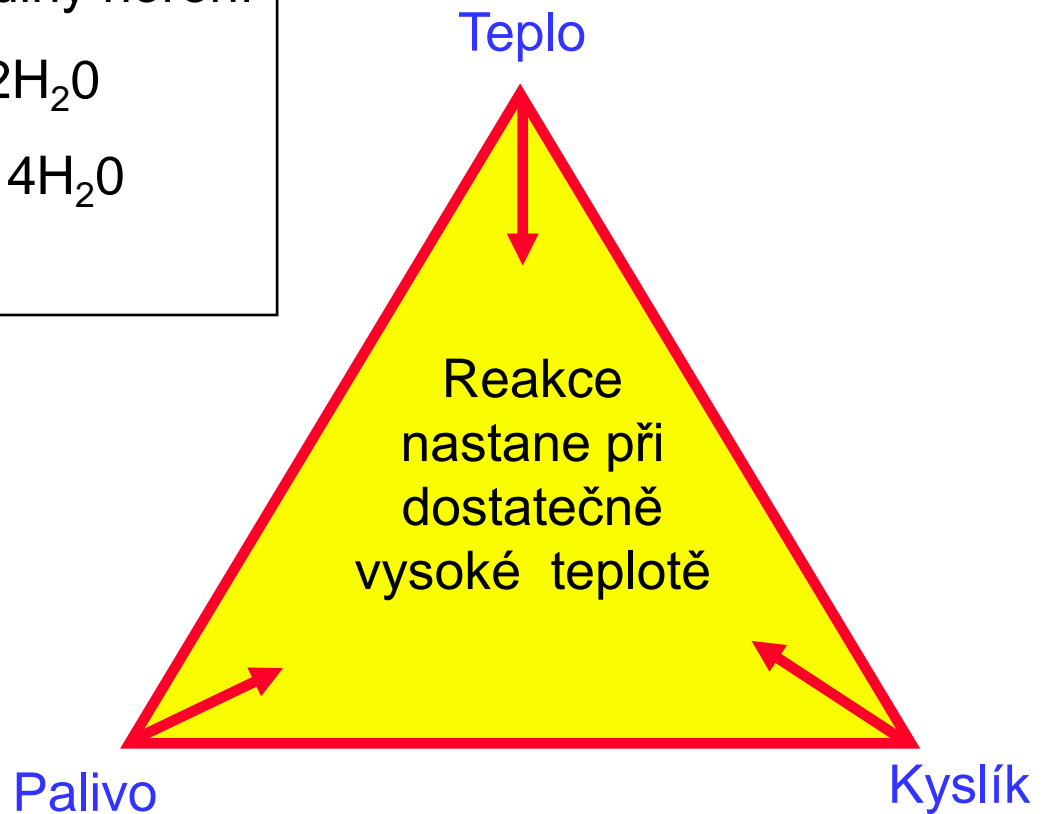 2H₂0
4H₂0
Teplo
Reakce
nastane při
dostatečně
vysoké teplotě
Palivo
Kyslík